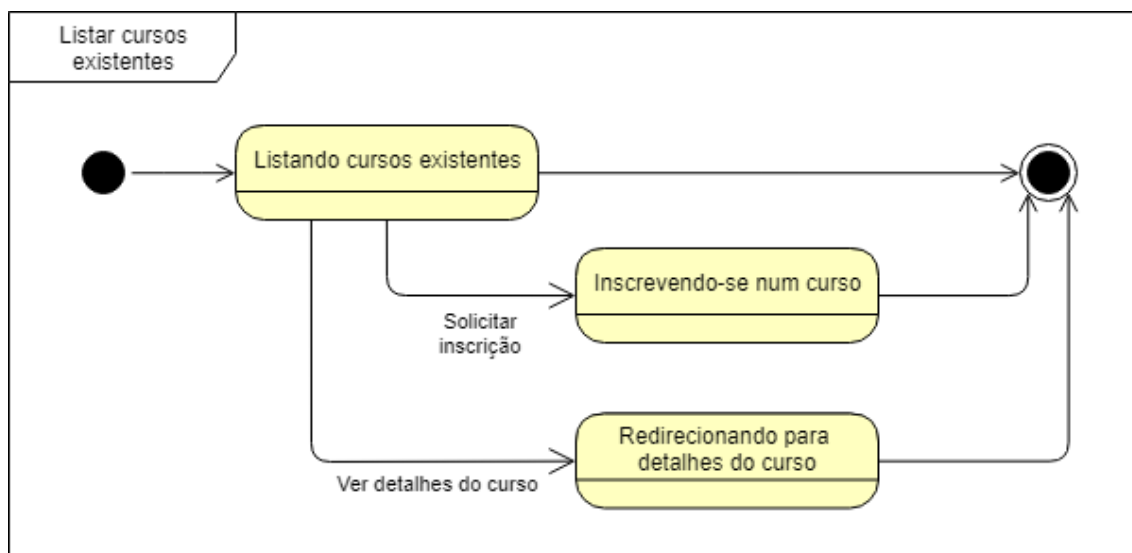 Listar cursos
existentes
Listando cursos existentes
Inscrevendo-se num curso
Solicitar
inscrição
Redirecionando para
detalhes do curso
Ver detalhes do curso